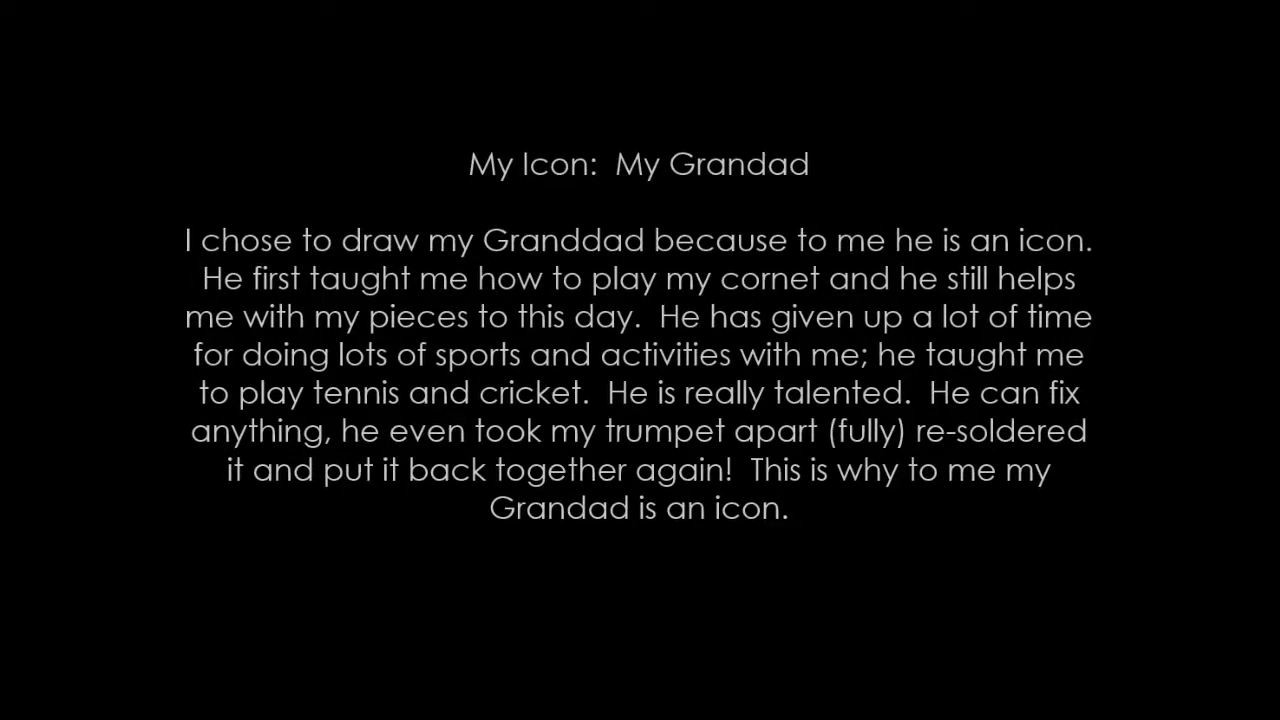 My Icon:  My Grandad
I chose to draw my Granddad because to me he is an icon.
He first taught me how to play my cornet and he still helps
me with my pieces to this day.  He has given up a lot of time
for doing lots of sports and activities with me; he taught me
to play tennis and cricket.  He is really talented.  He can fix
anything, he even took my trumpet apart (fully) re-soldered
it and put it back together again!  This is why to me my
Grandad is an icon.